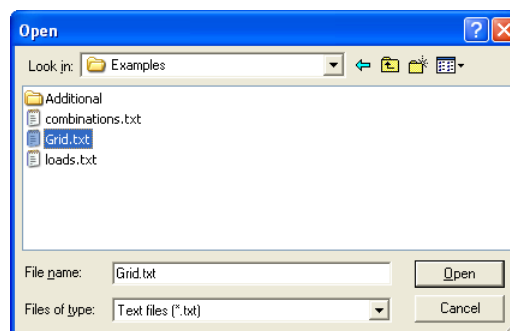 Open
Look in: Examples
Additional
combinations.txt
Grid.txt
loads.txt
File name: Grid.txt Open
Files of type: Text files (*.txt) Cancel